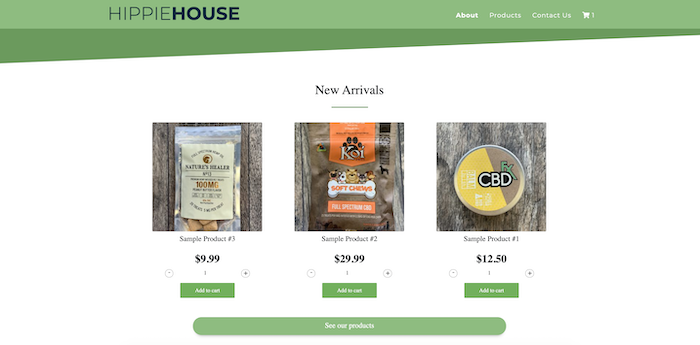 HIPPIEHOUSE
About Products Contact Us 1
New Arrivals
NATURE'S HEALER
100MG
Koi
SOFT CHEWS
FULL SPECTRUM CBD
CBD
FX
Sample Product #3 Sample Product #2 Sample Product #1
$9.99 $29.99 $12.50
- 1 + - 1 + - 1 +
Add to cart Add to cart Add to cart
See our products